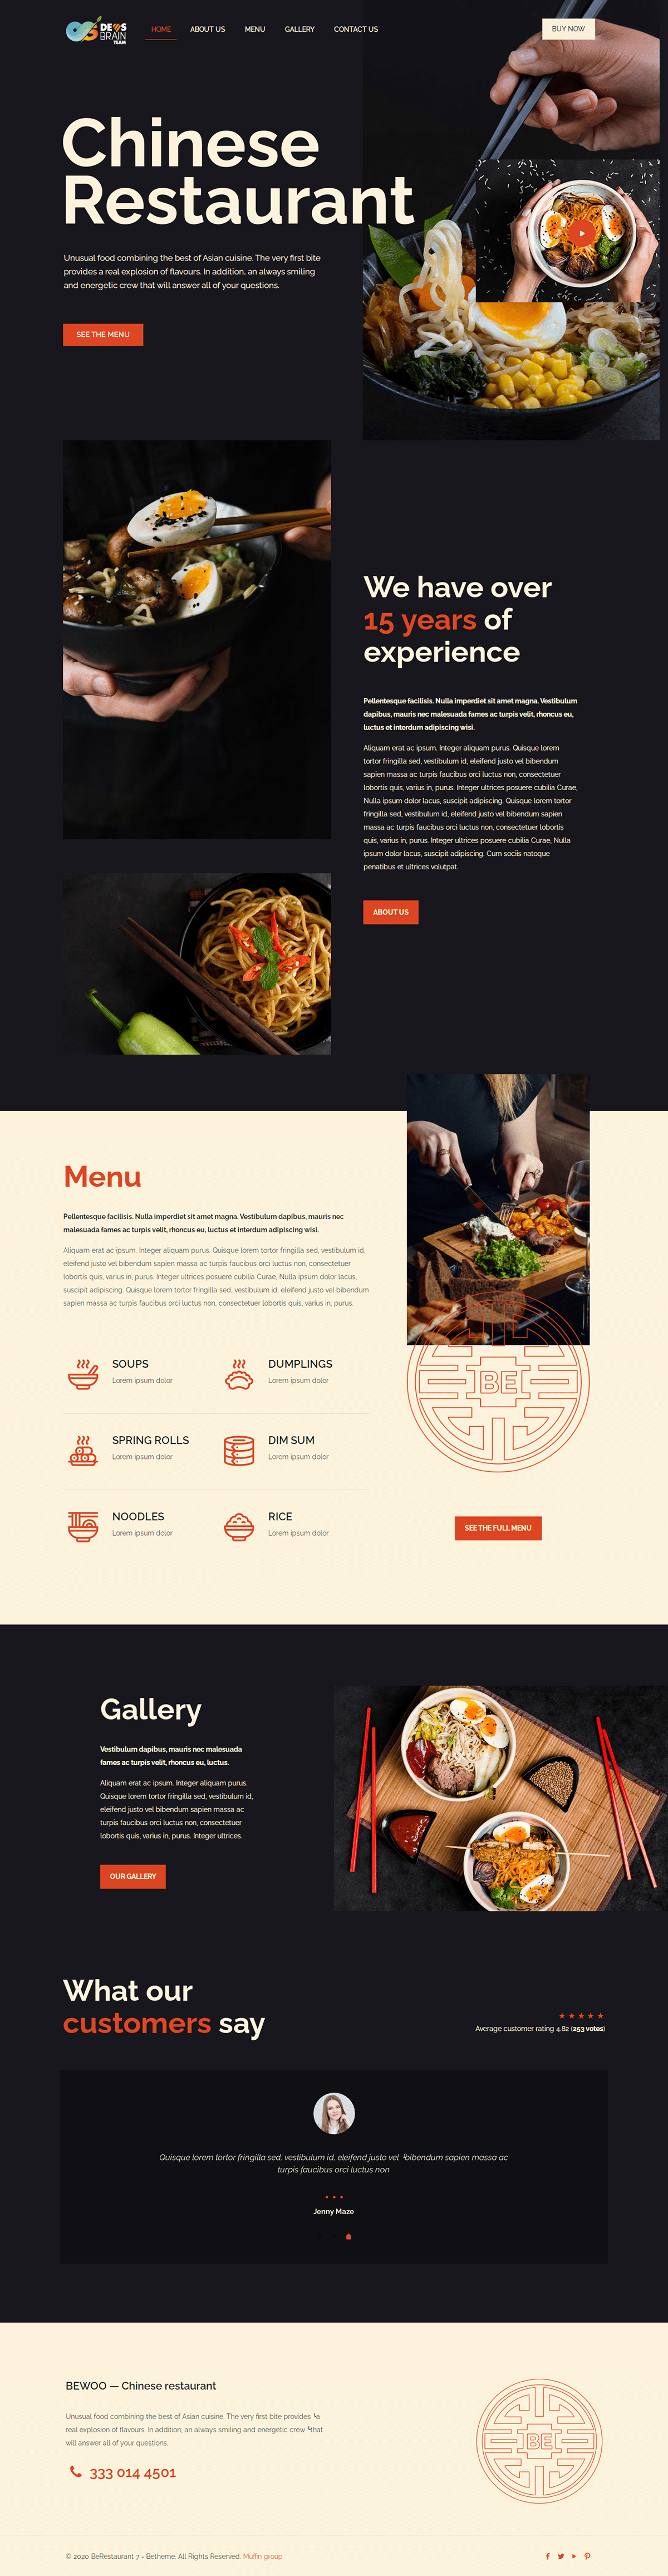 DEVS
BRAIN
TEAM
HOME
ABOUT US
MENU
GALLERY
CONTACT US
BUY NOW
Chinese
Restaurant
Unusual food combining the best of Asian cuisine. The very first bite
provides a real explosion of flavours. In addition, an always smiling
and energetic crew that will answer all of your questions.
SEE THE MENU
We have over
15 years of
experience
Pellentesque facilisis. Nulla imperdiet sit amet magna. Vestibulum
dapibus, mauris nec malesuada fames ac turpis velit, rhoncus eu,
luctus et interdum adipiscing wisi.
Aliquam erat ac ipsum. Integer aliquam purus. Quisque lorem
tortor fringilla sed, vestibulum id, eleifend justo vel bibendum
sapien massa ac turpis faucibus orci luctus non, consectetuer
lobortis quis, varius in, purus. Integer ultrices posuere cubilia Curae,
Nulla ipsum dolor lacus, suscipit adipiscing. Quisque lorem tortor
fringilla sed, vestibulum id, eleifend justo vel bibendum sapien
massa ac turpis faucibus orci luctus non, consectetuer lobortis
quis, varius in, purus. Integer ultrices posuere cubilia Curae, Nulla
ipsum dolor lacus, suscipit adipiscing. Cum sociis natoque
penatibus et ultrices volutpat.
ABOUT US
Menu
Pellentesque facilisis. Nulla imperdiet sit amet magna. Vestibulum dapibus, mauris nec
malesuada fames ac turpis velit, rhoncus eu, luctus et interdum adipiscing wisi.
Aliquam erat ac ipsum. Integer aliquam purus. Quisque lorem tortor fringilla sed, vestibulum id,
eleifend justo vel bibendum sapien massa ac turpis faucibus orci luctus non, consectetuer
lobortis quis, varius in, purus. Integer ultrices posuere cubilia Curae, Nulla ipsum dolor lacus,
suscipit adipiscing. Quisque lorem tortor fringilla sed, vestibulum id, eleifend justo vel bibendum
sapien massa ac turpis faucibus orci luctus non, consectetuer lobortis quis, varius in, purus.
SOUPS
Lorem ipsum dolor
DUMPLINGS
Lorem ipsum dolor
SPRING ROLLS
Lorem ipsum dolor
DIM SUM
Lorem ipsum dolor
NOODLES
Lorem ipsum dolor
RICE
Lorem ipsum dolor
BE
SEE THE FULL MENU
Gallery
Vestibulum dapibus, mauris nec malesuada
fames ac turpis velit, rhoncus eu, luctus.
Aliquam erat ac ipsum. Integer aliquam purus.
Quisque lorem tortor fringilla sed, vestibulum id,
eleifend justo vel bibendum sapien massa ac
turpis faucibus orci luctus non, consectetuer
lobortis quis, varius in, purus. Integer ultrices.
OUR GALLERY
What our
customers say
Average customer rating 4.82 (253 votes)
Quisque lorem tortor fringilla sed, vestibulum id, eleifend justo vel bibendum sapien massa ac
turpis faucibus orci luctus non
Jenny Maze
BEWOO — Chinese restaurant
Unusual food combining the best of Asian cuisine. The very first bite provides a
real explosion of flavours. In addition, an always smiling and energetic crew that
will answer all of your questions.
333 014 4501
BE
© 2020 BeRestaurant 7 - Betheme. All Rights Reserved. Muffin group